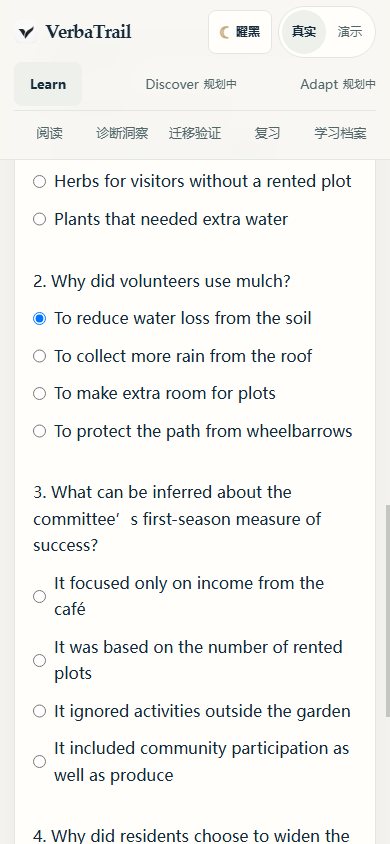 VerbaTrail
曜黑
真实
演示
Learn
Discover 规划中
Adapt 规划中
阅读
诊断洞察
迁移验证
复习
学习档案
Herbs for visitors without a rented plot
Plants that needed extra water
2. Why did volunteers use mulch?
To reduce water loss from the soil
To collect more rain from the roof
To make extra room for plots
To protect the path from wheelbarrows
3. What can be inferred about the
committee’s first-season measure of
success?
It focused only on income from the
café
It was based on the number of rented
plots
It ignored activities outside the garden
It included community participation as
well as produce
4. Why did residents choose to widen the